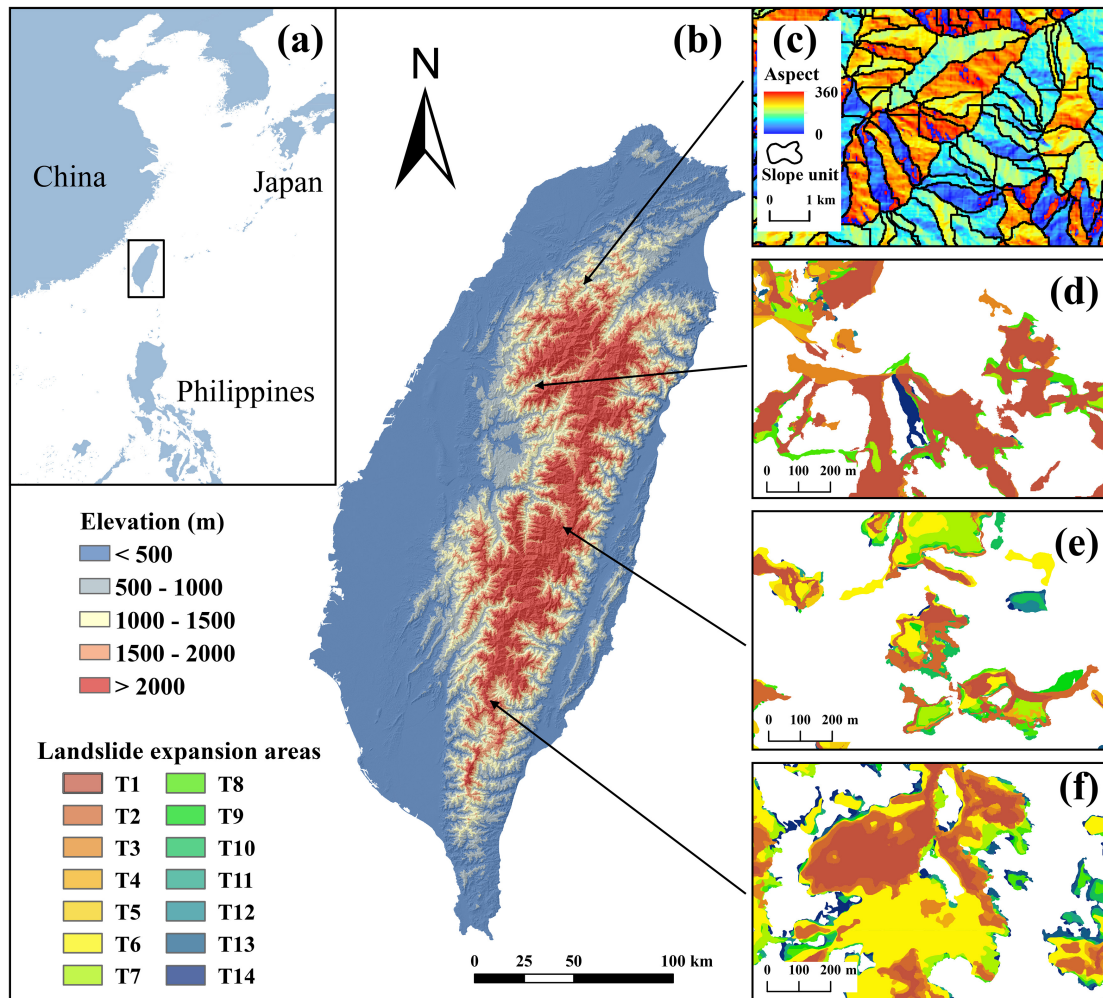 (a)
China
Japan
Philippines
Elevation (m)
< 500
500 - 1000
1000 - 1500
1500 - 2000
> 2000
Landslide expansion areas
T1
T2
T3
T4
T5
T6
T7
T8
T9
T10
T11
T12
T13
T14
(b)
N
0 25 50 100 km
(c)
Aspect
360
0
Slope unit
0 1 km
(d)
0 100 200 m
(e)
0 100 200 m
(f)
0 100 200 m